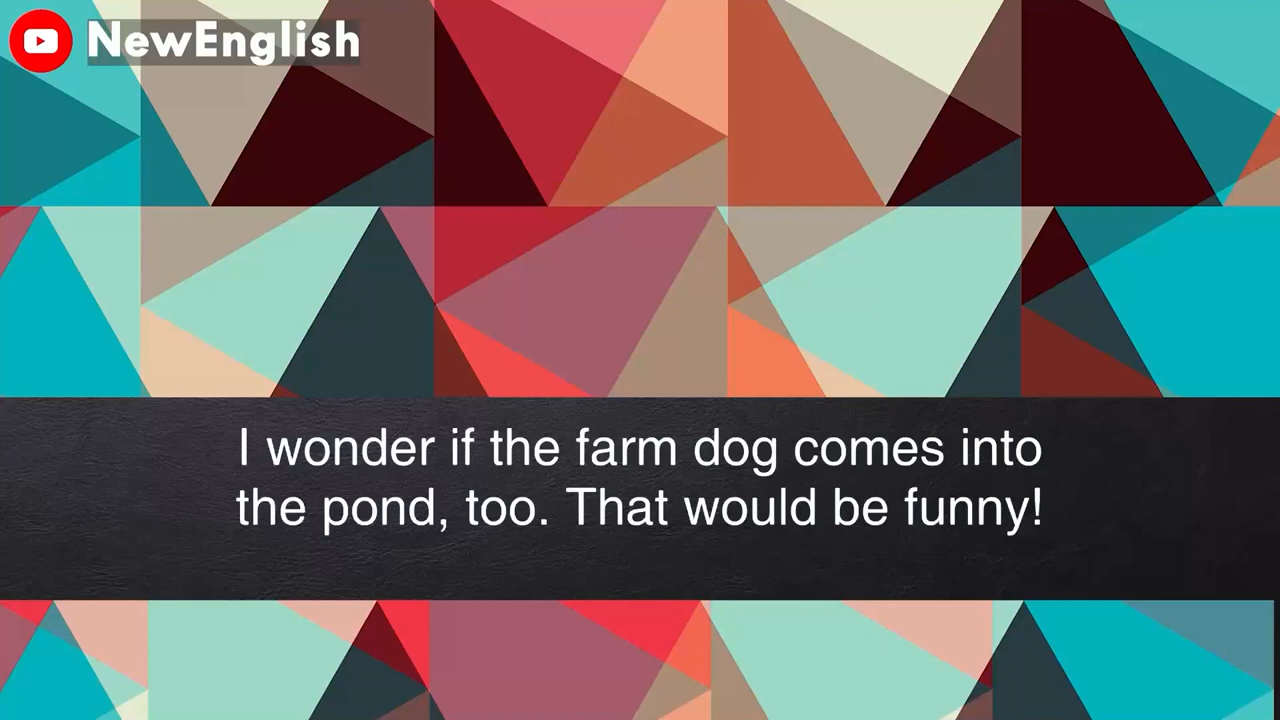 NewEnglish
I wonder if the farm dog comes into
the pond, too. That would be funny!